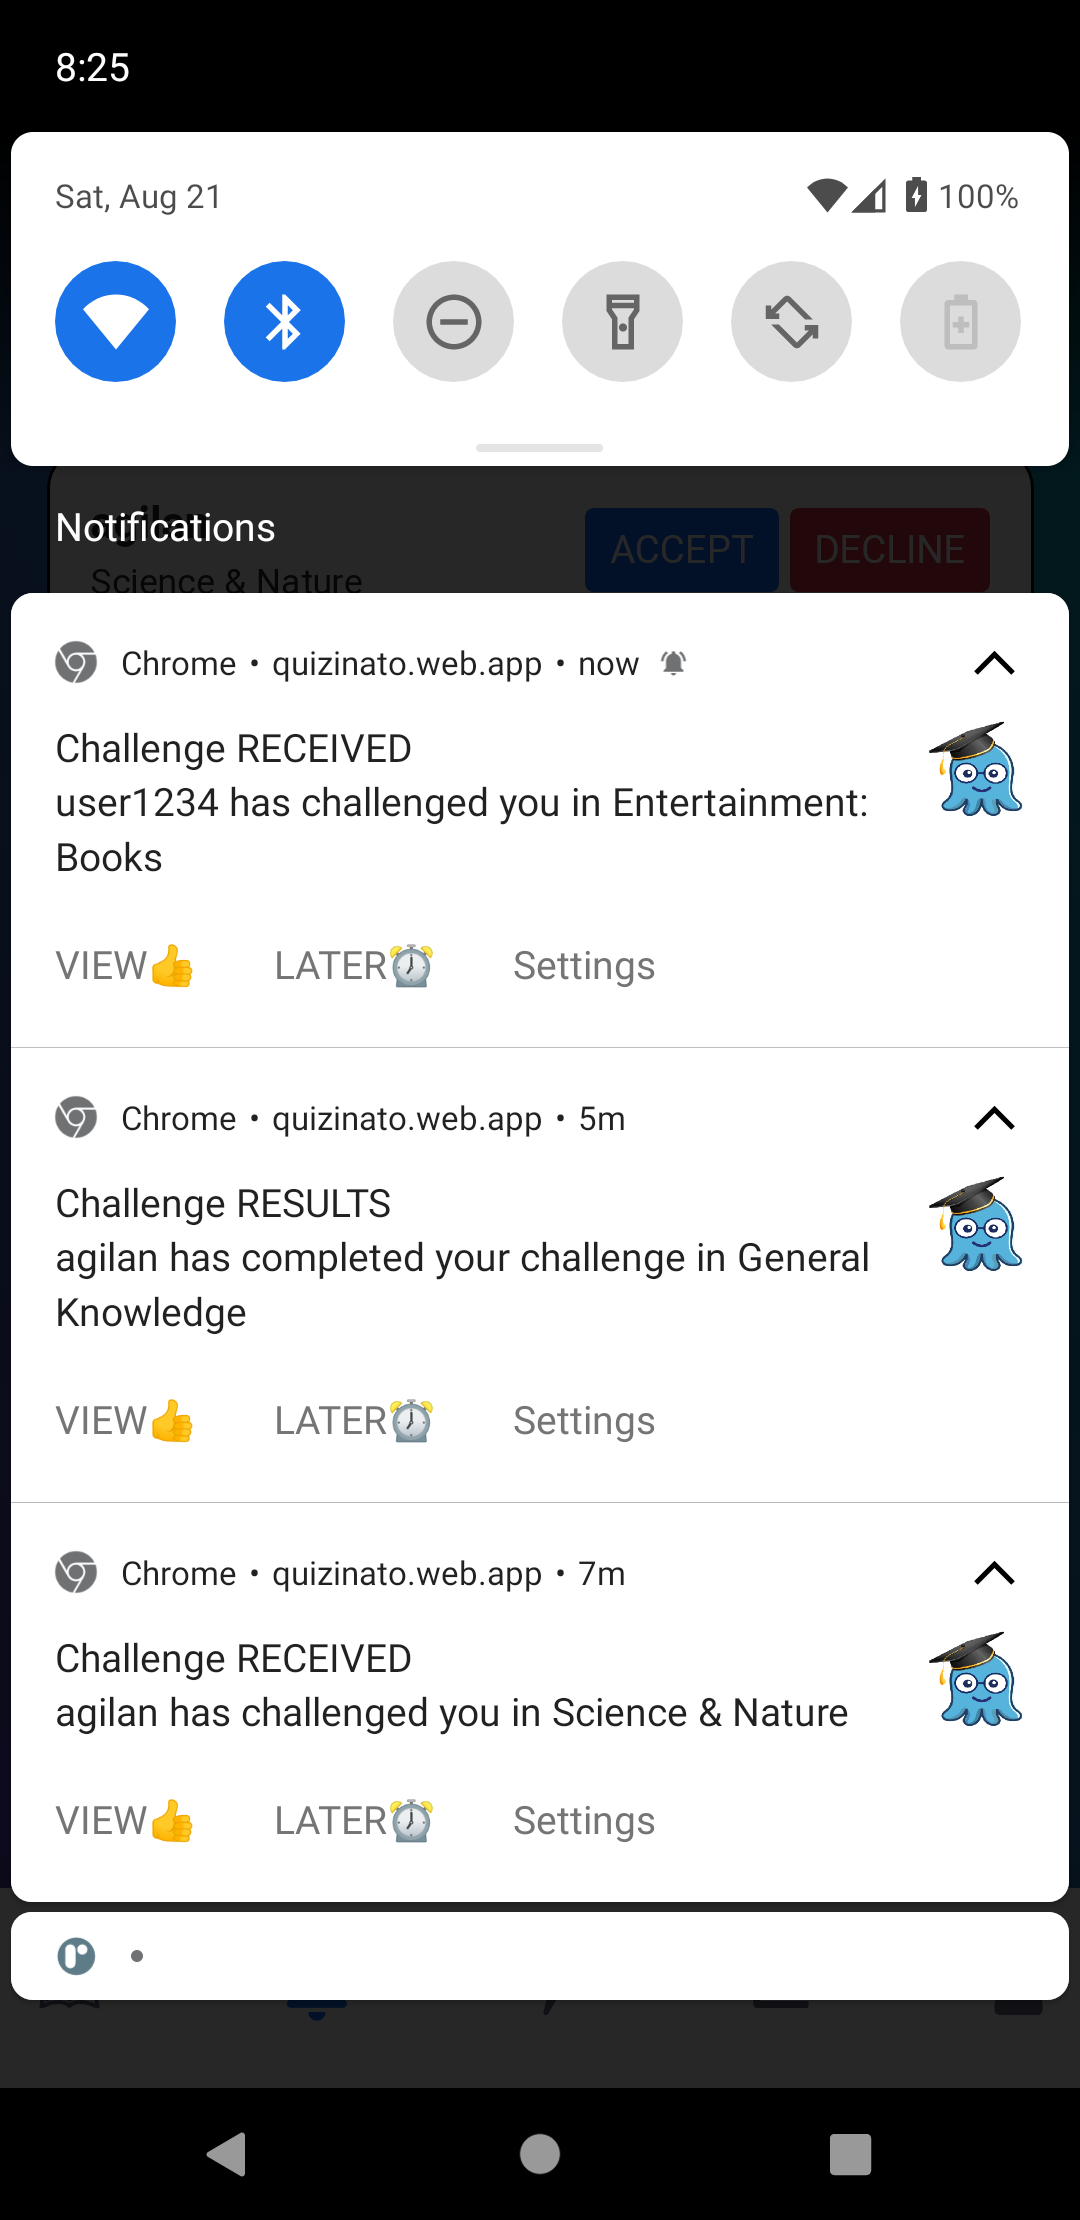 8:25
Sat, Aug 21
100%
Notifications
ACCEPT
DECLINE
Science & Nature
Chrome • quizinato.web.app • now
Challenge RECEIVED
user1234 has challenged you in Entertainment:
Books
VIEW👍 LATER⏰ Settings
Chrome • quizinato.web.app • 5m
Challenge RESULTS
agilan has completed your challenge in General
Knowledge
VIEW👍 LATER⏰ Settings
Chrome • quizinato.web.app • 7m
Challenge RECEIVED
agilan has challenged you in Science & Nature
VIEW👍 LATER⏰ Settings